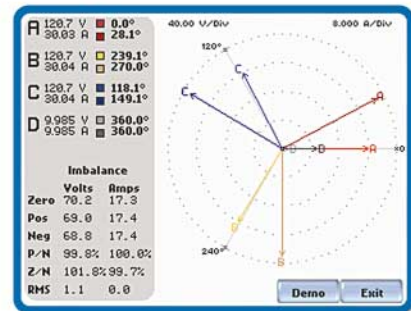 A 120.7 V 0.0°
30.03 A 28.1°
B 120.7 V 239.1°
30.04 A 270.0°
C 120.7 V 118.1°
30.04 A 149.1°
D 9.985 V 360.0°
9.985 A 360.0°
Imbalance
Volts Amps
Zero 70.2 17.3
Pos 69.0 17.4
Neg 68.8 17.4
P/N 99.8% 100.0%
Z/N 101.8% 99.7%
RMS 1.1 0.0
40.00 V/Div 8.000 A/Div
120°
C
C
A
D D A 0
B
240°
B
Demo Exit